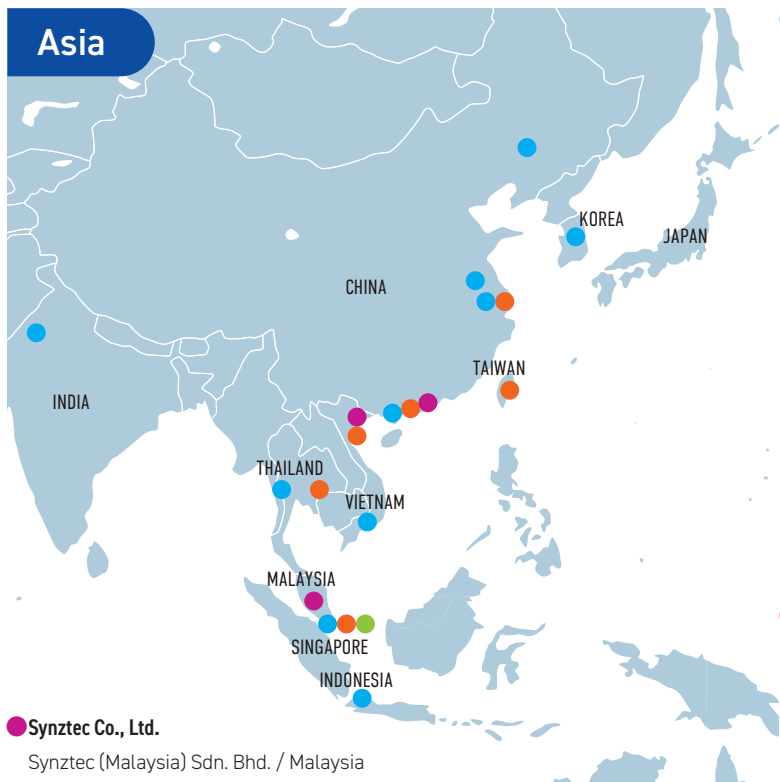 Asia
KOREA
JAPAN
CHINA
TAIWAN
INDIA
THAILAND
VIETNAM
MALAYSIA
SINGAPORE
INDONESIA
Synztec Co., Ltd.
Synztec (Malaysia) Sdn. Bhd. / Malaysia